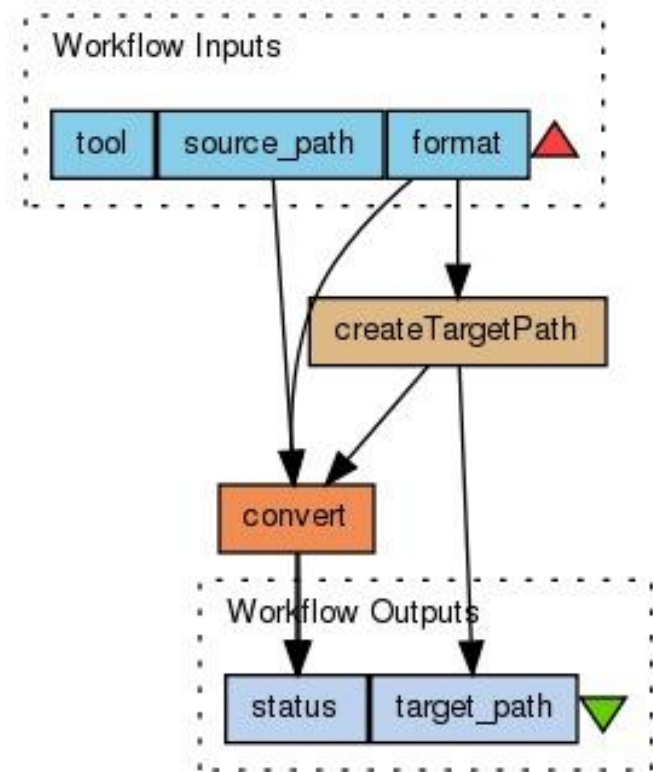 Workflow Inputs
tool source_path format
createTargetPath
convert
Workflow Outputs
status target_path